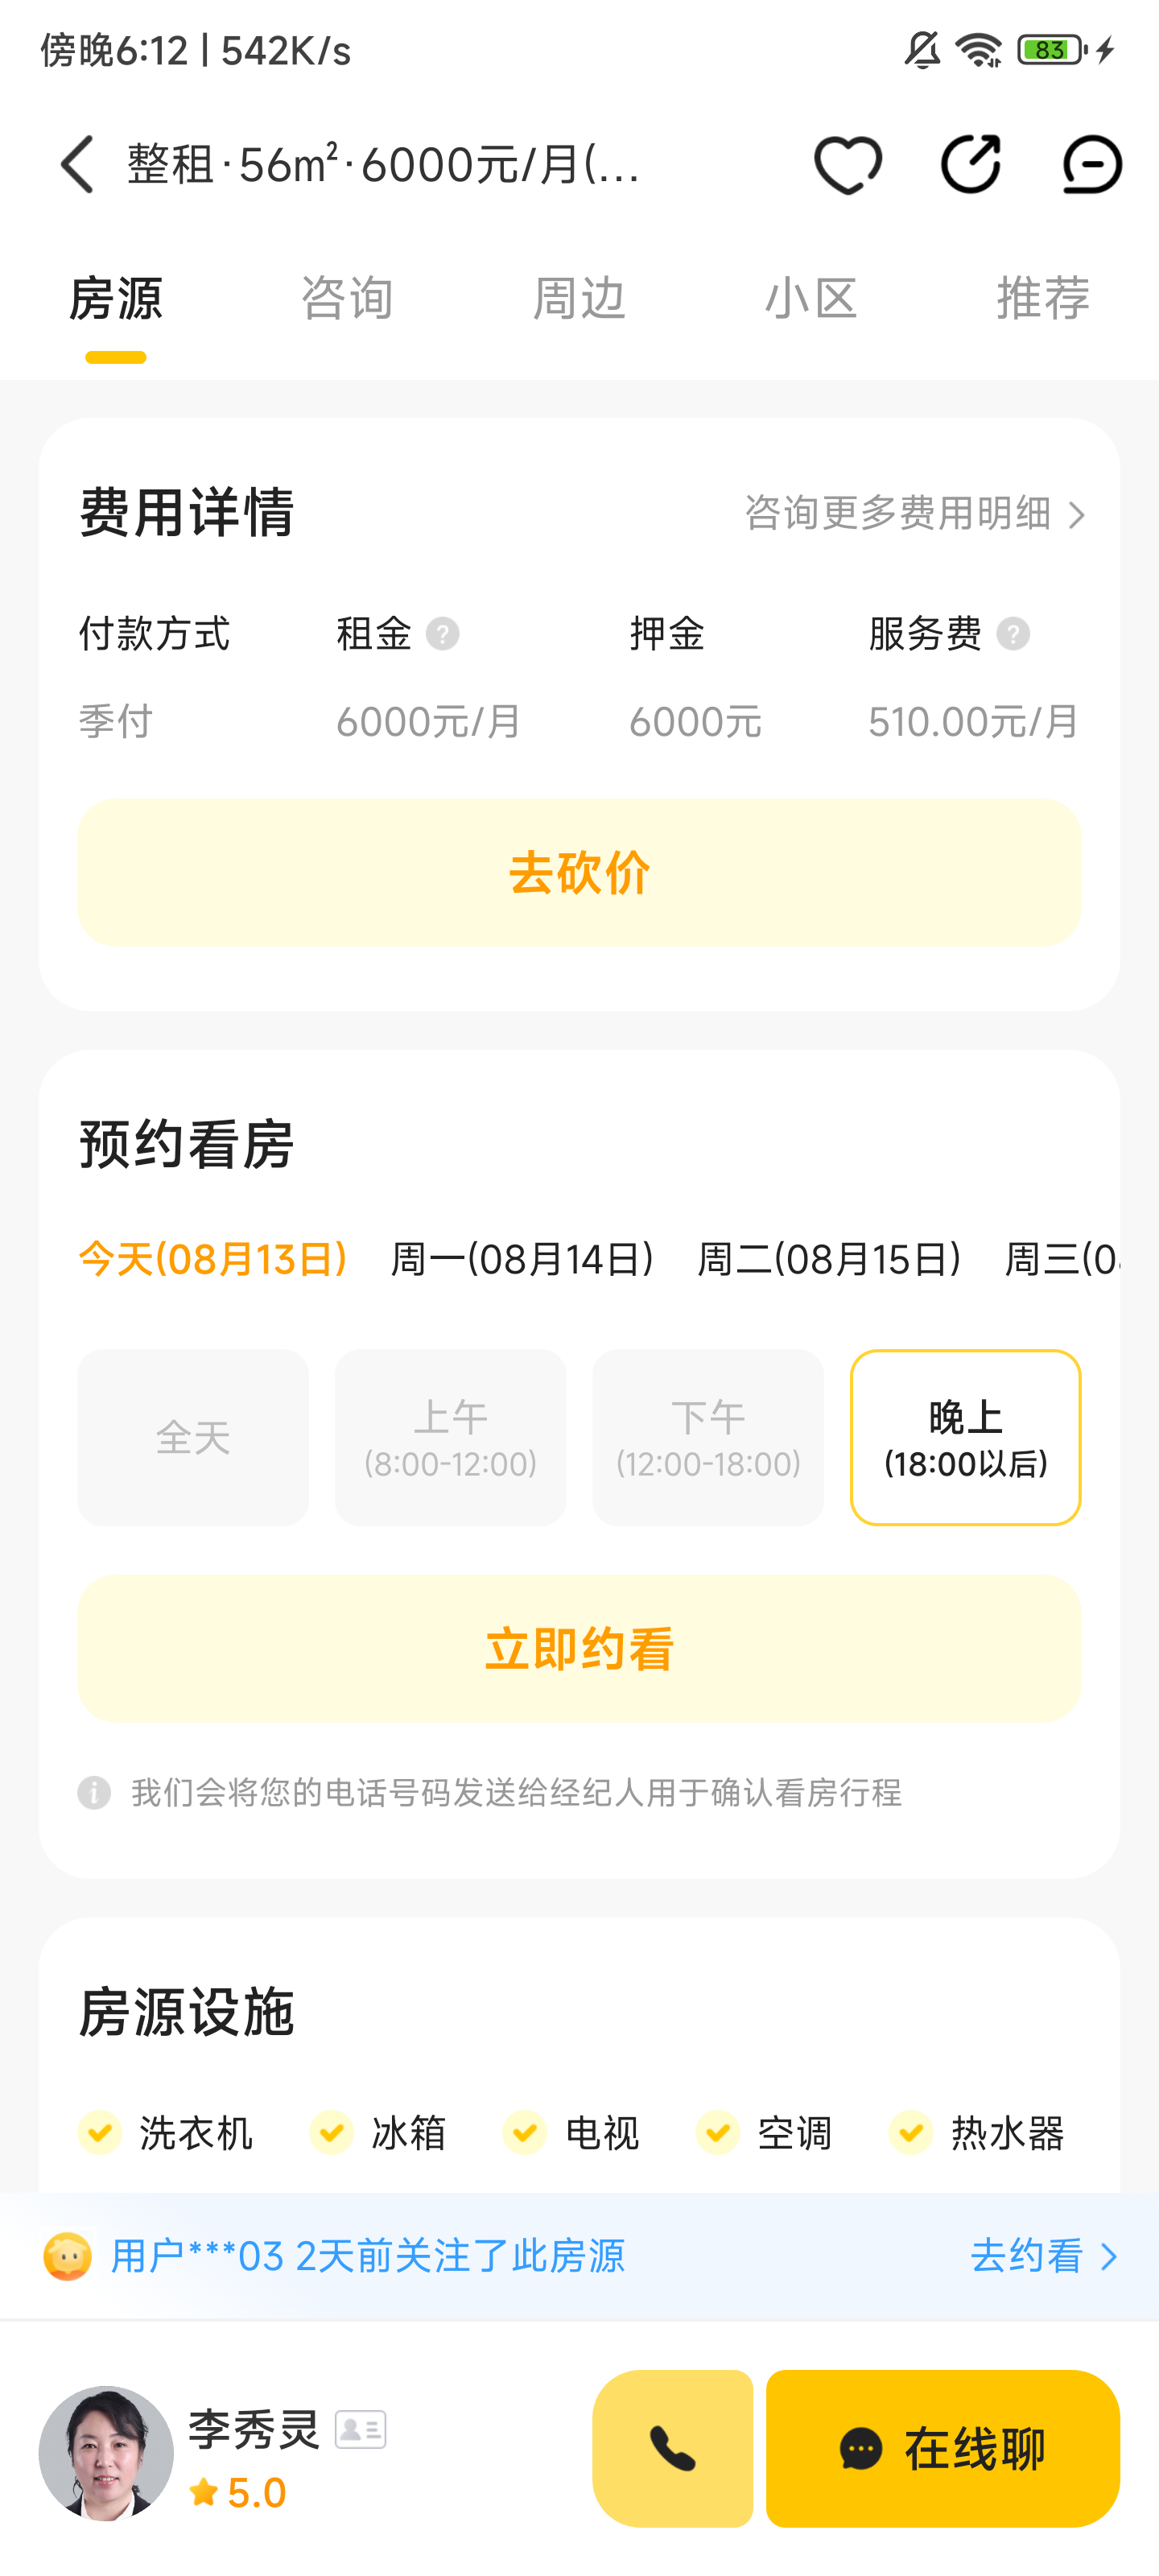 傍晚6:12 | 542K/s
83
整租·56㎡·6000元/月(...
房源 咨询 周边 小区 推荐
费用详情 咨询更多费用明细
付款方式 租金 ? 押金 服务费 ?
季付 6000元/月 6000元 510.00元/月
去砍价
预约看房
今天(08月13日) 周一(08月14日) 周二(08月15日) 周三(0
全天 上午 下午 晚上
(8:00-12:00) (12:00-18:00) (18:00以后)
立即约看
我们会将您的电话号码发送给经纪人用于确认看房行程
房源设施
洗衣机 冰箱 电视 空调 热水器
用户***03 2天前关注了此房源 去约看
李秀灵
5.0
在线聊